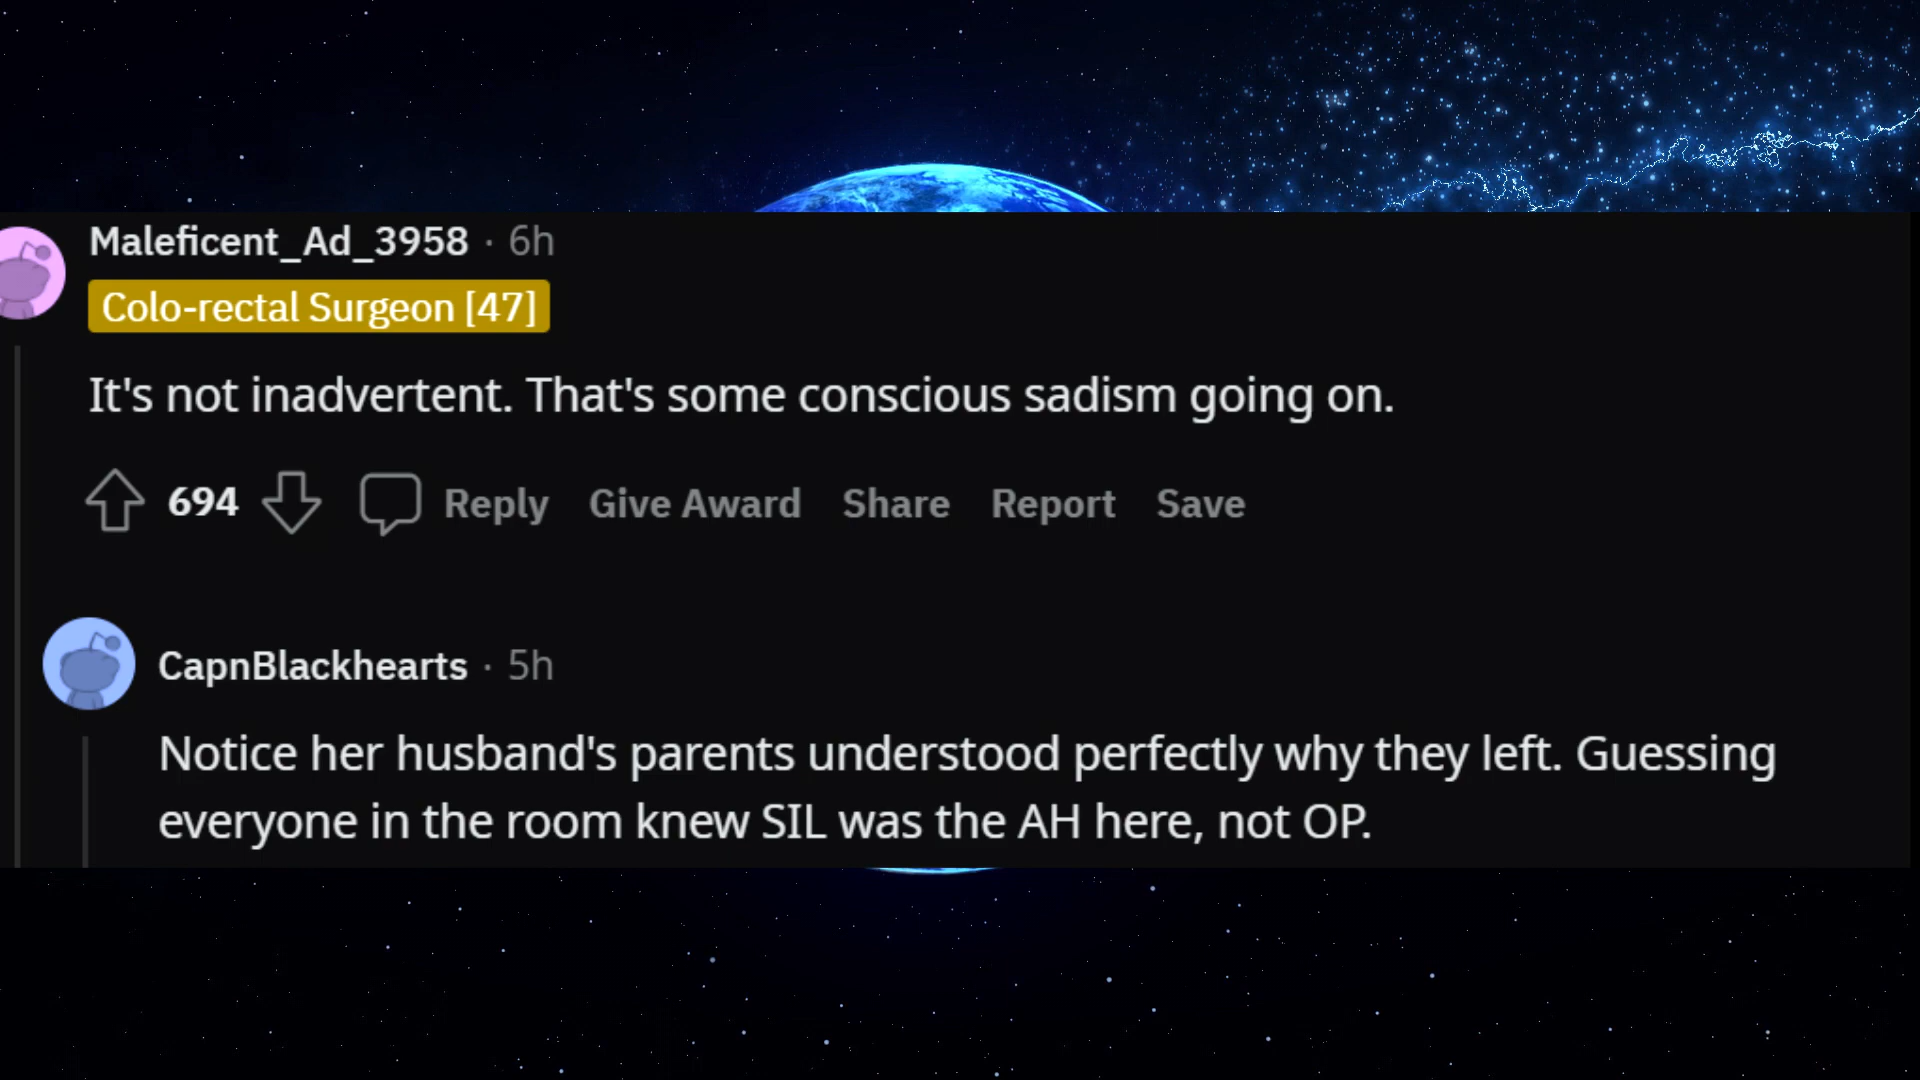 Maleficent_Ad_3958 · 6h
Colo-rectal Surgeon [47]
It's not inadvertent. That's some conscious sadism going on.
694 Reply Give Award Share Report Save
CapnBlackhearts · 5h
Notice her husband's parents understood perfectly why they left. Guessing
everyone in the room knew SIL was the AH here, not OP.